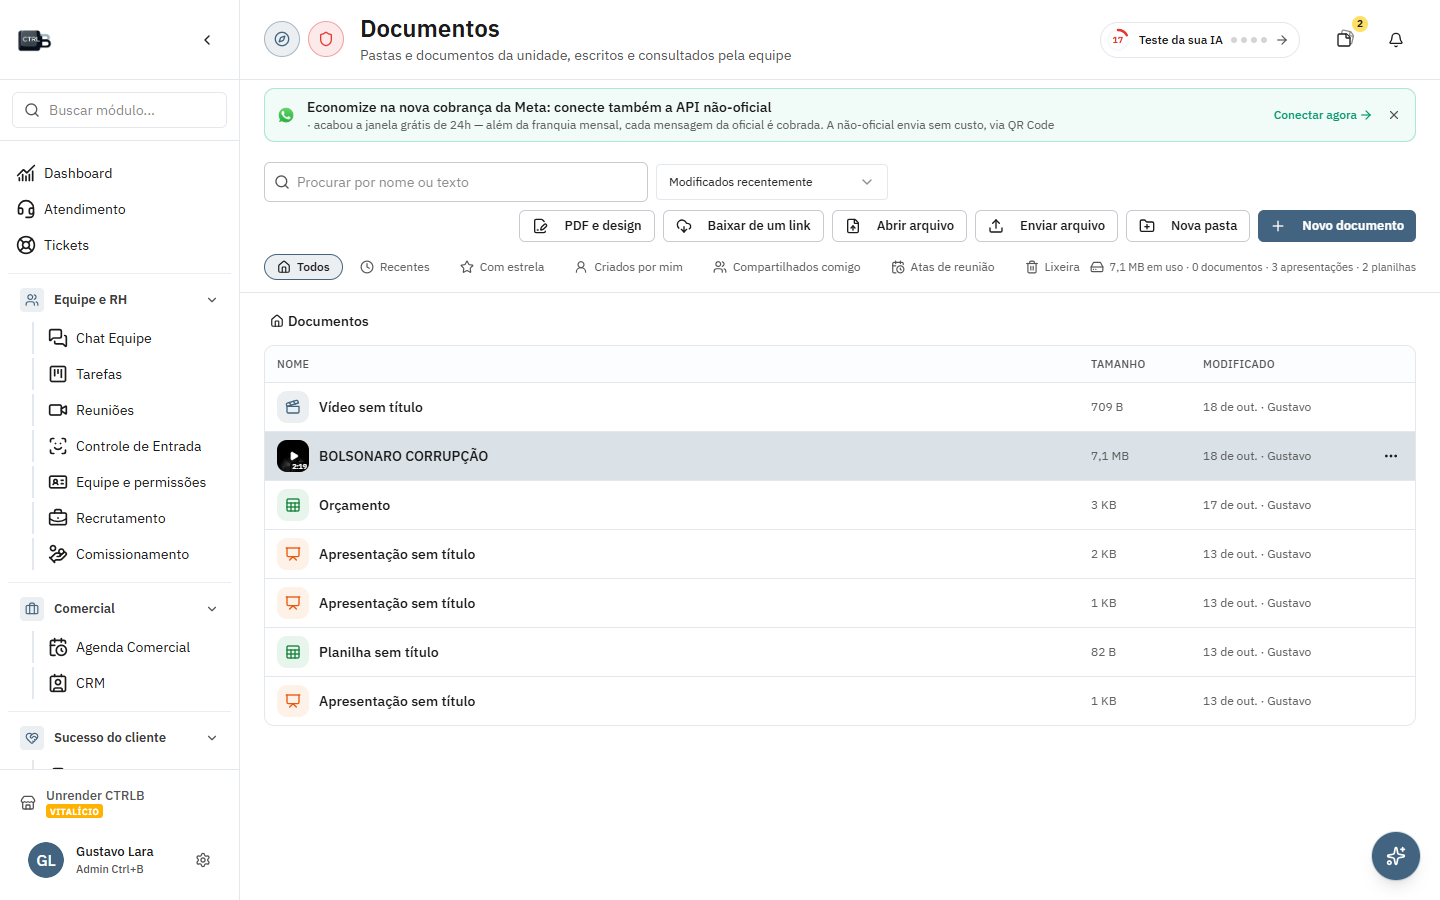 CTRL B
Documentos
Pastas e documentos da unidade, escritos e consultados pela equipe
17
Teste da sua IA
2
Buscar módulo...
Economize na nova cobrança da Meta: conecte também a API não-oficial
· acabou a janela grátis de 24h — além da franquia mensal, cada mensagem da oficial é cobrada. A não-oficial envia sem custo, via QR Code
Conectar agora
Procurar por nome ou texto
Modificados recentemente
PDF e design
Baixar de um link
Abrir arquivo
Enviar arquivo
Nova pasta
Novo documento
Todos
Recentes
Com estrela
Criados por mim
Compartilhados comigo
Atas de reunião
Lixeira
7,1 MB em uso · 0 documentos · 3 apresentações · 2 planilhas
Dashboard
Atendimento
Tickets
Equipe e RH
Chat Equipe
Tarefas
Reuniões
Controle de Entrada
Equipe e permissões
Recrutamento
Comissionamento
Comercial
Agenda Comercial
CRM
Sucesso do cliente
Unrender CTRLB
VITALÍCIO
GL
Gustavo Lara
Admin Ctrl+B
Documentos
NOME TAMANHO MODIFICADO
Vídeo sem título 709 B 18 de out. · Gustavo
2:19 BOLSONARO CORRUPÇÃO 7,1 MB 18 de out. · Gustavo
Orçamento 3 KB 17 de out. · Gustavo
Apresentação sem título 2 KB 13 de out. · Gustavo
Apresentação sem título 1 KB 13 de out. · Gustavo
Planilha sem título 82 B 13 de out. · Gustavo
Apresentação sem título 1 KB 13 de out. · Gustavo